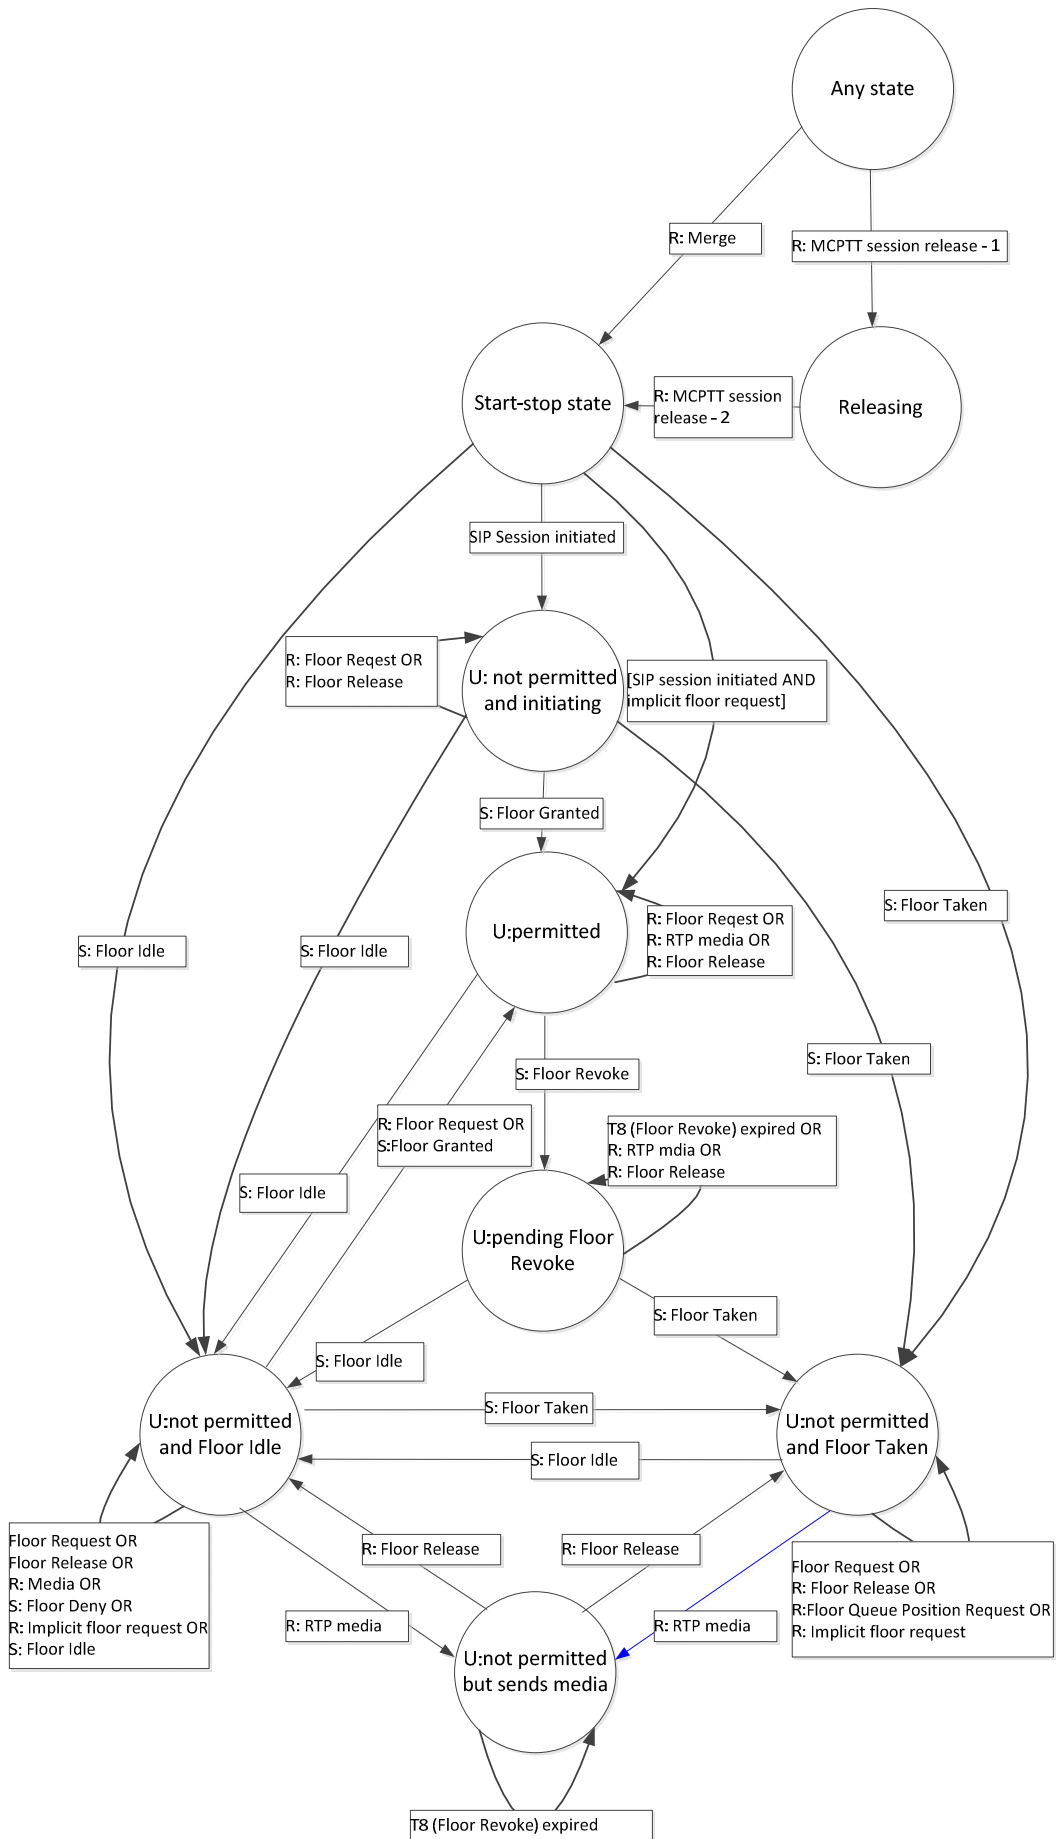 Any state
R: Merge
R: MCPTT session release - 1
Start-stop state
R: MCPTT session
release - 2
Releasing
SIP Session initiated
R: Floor Reqest OR
R: Floor Release
U: not permitted
and initiating
[SIP session initiated AND
implicit floor request]
S: Floor Granted
S: Floor Taken
U:permitted
R: Floor Reqest OR
R: RTP media OR
R: Floor Release
S: Floor Idle
S: Floor Idle
S: Floor Taken
S: Floor Revoke
R: Floor Request OR
S:Floor Granted
T8 (Floor Revoke) expired OR
R: RTP mdia OR
R: Floor Release
S: Floor Idle
U:pending Floor
Revoke
S: Floor Taken
S: Floor Idle
U:not permitted
and Floor Idle
S: Floor Taken
U:not permitted
and Floor Taken
S: Floor Idle
Floor Request OR
Floor Release OR
R: Media OR
S: Floor Deny OR
R: Implicit floor request OR
S: Floor Idle
R: Floor Release
R: Floor Release
Floor Request OR
R: Floor Release OR
R:Floor Queue Position Request OR
R: Implicit floor request
R: RTP media
R: RTP media
U:not permitted
but sends media
T8 (Floor Revoke) expired